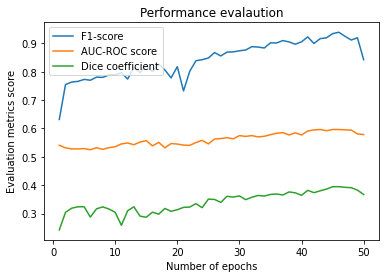 Performance evalaution
F1-score
AUC-ROC score
Dice coefficient
Evaluation metrics score
0.9
0.8
0.7
0.6
0.5
0.4
0.3
0
10
20
30
40
50
Number of epochs